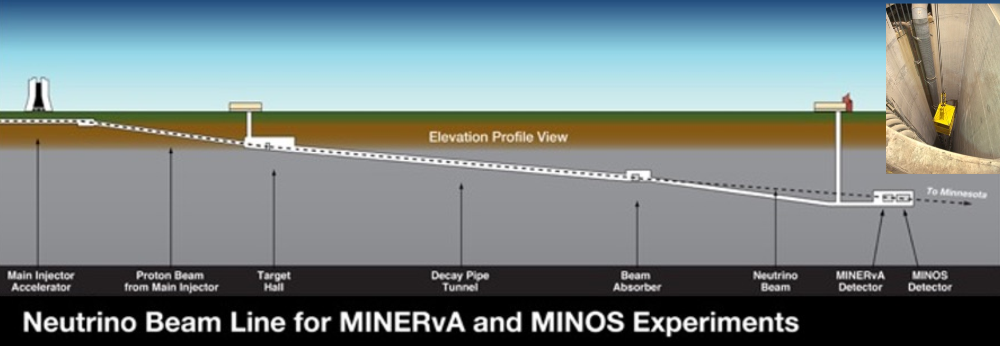 Elevation Profile View
To Minnesota
Main Injector
Accelerator
Proton Beam
from Main Injector
Target
Hall
Decay Pipe
Tunnel
Beam
Absorber
Neutrino
Beam
MINERvA
Detector
MINOS
Detector
Neutrino Beam Line for MINERvA and MINOS Experiments